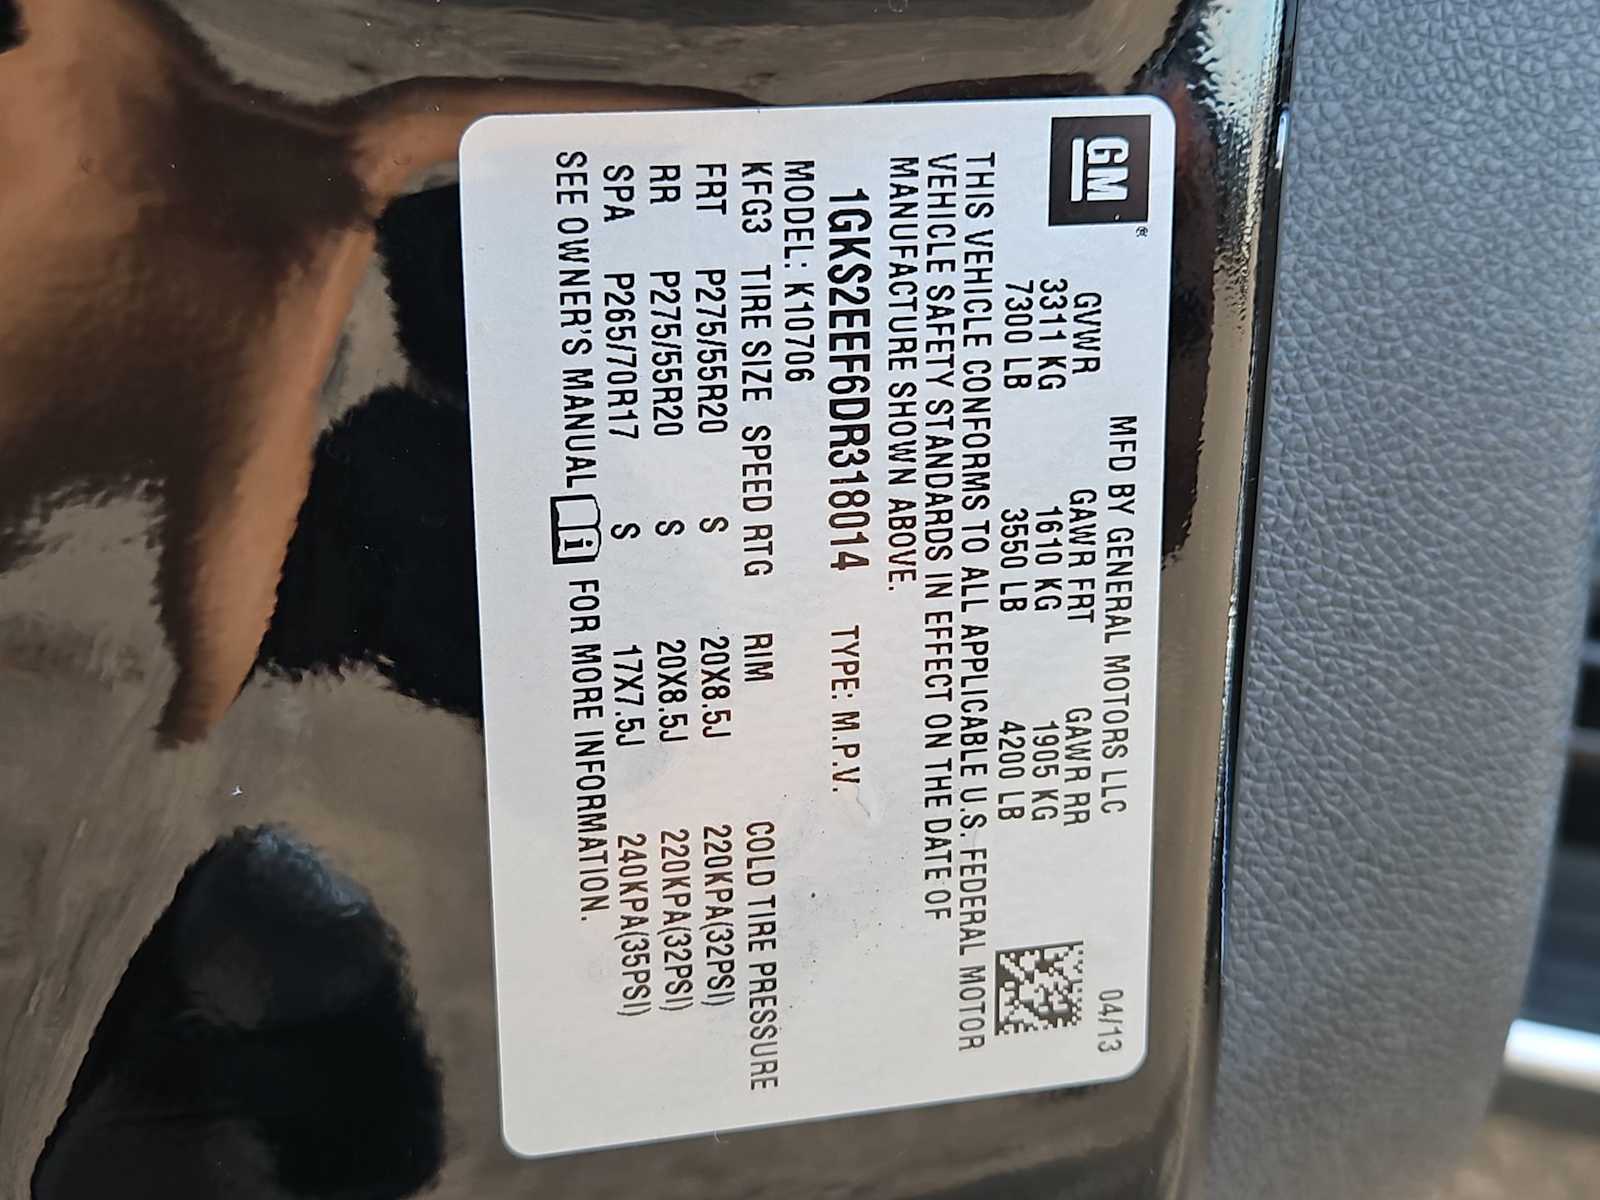 GM®
MFD BY GENERAL MOTORS LLC 04/13
GVWR GAWR FRT GAWR RR
3311 KG 1610 KG 1905 KG
7300 LB 3550 LB 4200 LB
THIS VEHICLE CONFORMS TO ALL APPLICABLE U.S. FEDERAL MOTOR
VEHICLE SAFETY STANDARDS IN EFFECT ON THE DATE OF
MANUFACTURE SHOWN ABOVE.
1GKS2EEF6DR318014 TYPE: M.P.V.
MODEL: K10706
KFG3 TIRE SIZE SPEED RTG RIM COLD TIRE PRESSURE
FRT P275/55R20 S 20X8.5J 220KPA(32PSI)
RR P275/55R20 S 20X8.5J 220KPA(32PSI)
SPA P265/70R17 S 17X7.5J 240KPA(35PSI)
SEE OWNER'S MANUAL i FOR MORE INFORMATION.